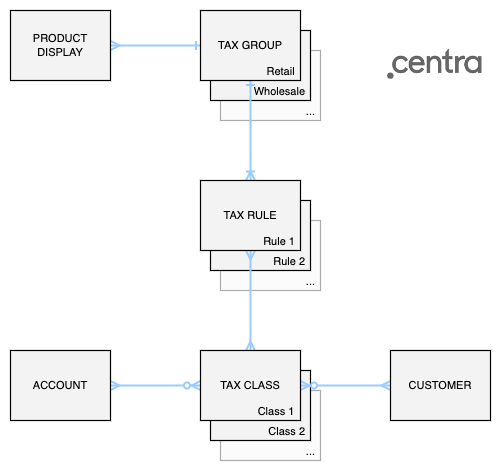 PRODUCT
DISPLAY
TAX GROUP
Retail
Wholesale
...
.centra
TAX RULE
Rule 1
Rule 2
...
ACCOUNT
TAX CLASS
Class 1
Class 2
...
CUSTOMER